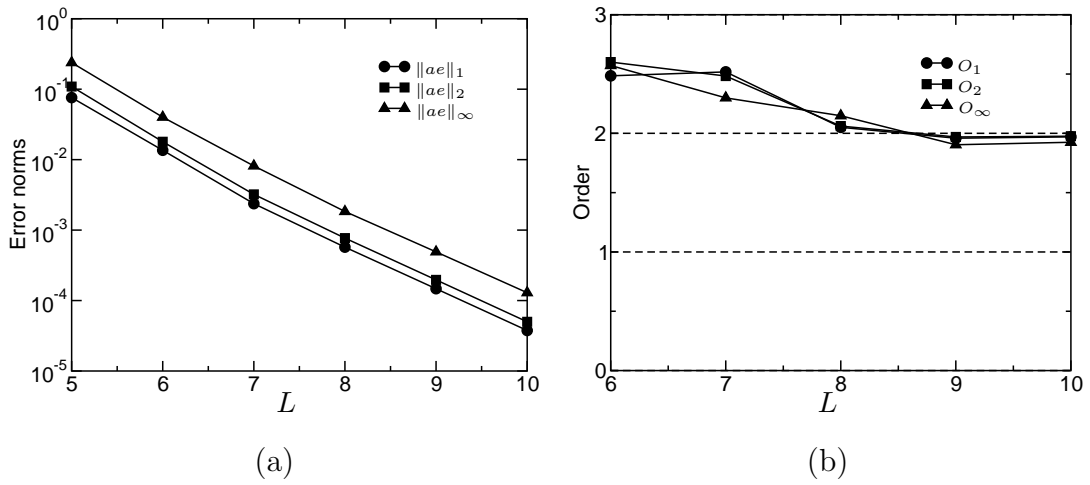 10^0
10^-1
10^-2
10^-3
10^-4
10^-5
Error norms
‖ae‖_1
‖ae‖_2
‖ae‖_∞
5 6 7 8 9 10
L
(a)
3
2
1
0
Order
O_1
O_2
O_∞
6 7 8 9 10
L
(b)